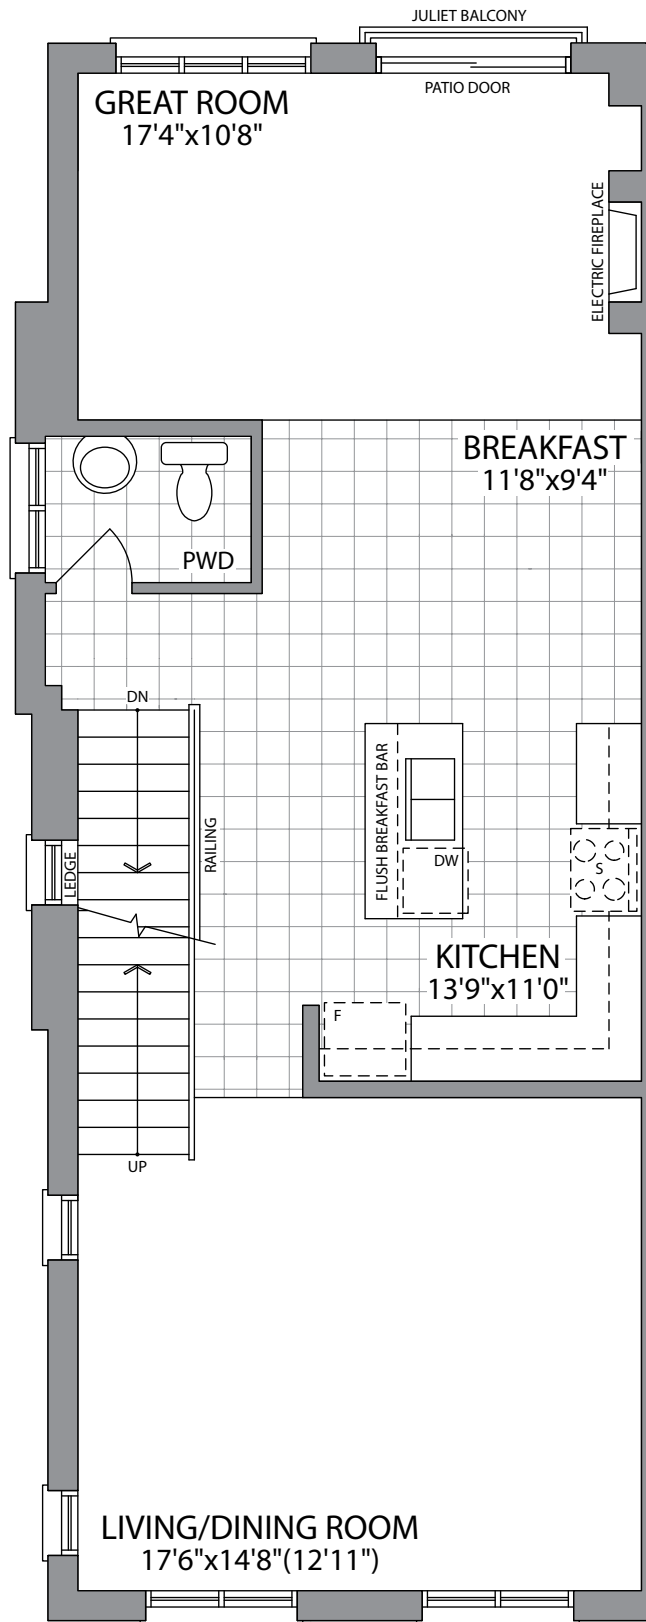 JULIET BALCONY
PATIO DOOR
GREAT ROOM
17'4"x10'8"
ELECTRIC FIREPLACE
BREAKFAST
11'8"x9'4"
PWD
DN
RAILING
LEDGE
FLUSH BREAKFAST BAR
DW
S
KITCHEN
13'9"x11'0"
F
UP
LIVING/DINING ROOM
17'6"x14'8"(12'11")